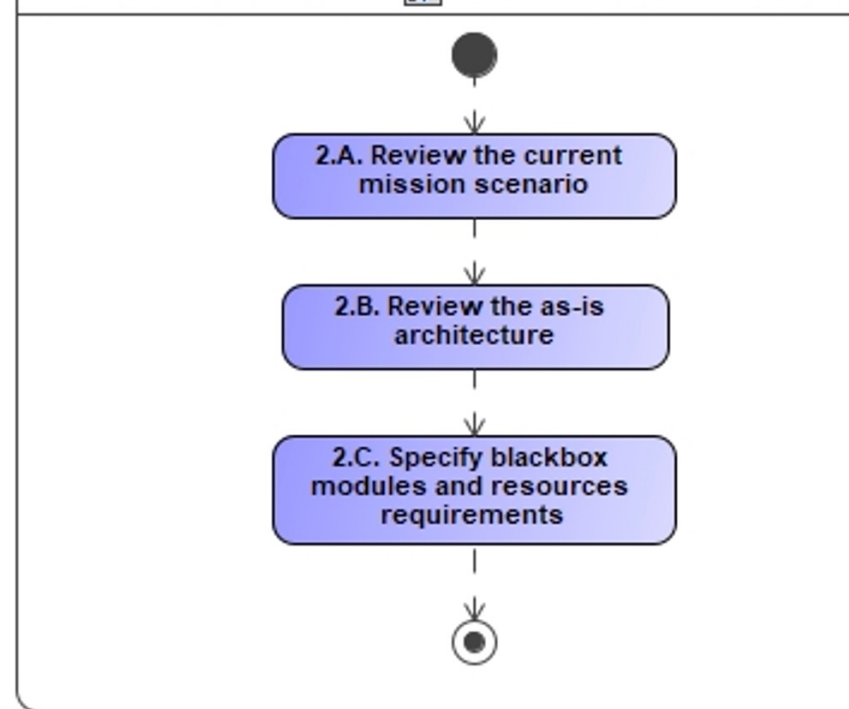 2.A. Review the current
mission scenario
2.B. Review the as-is
architecture
2.C. Specify blackbox
modules and resources
requirements